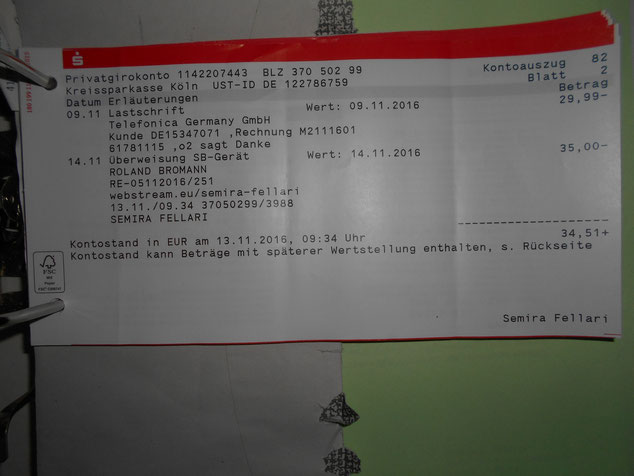 Privatgirokonto 1142207443 BLZ 370 502 99 Kontoauszug 82
Kreissparkasse Köln UST-ID DE 122786759 Blatt 2
Datum Erläuterungen Betrag
09.11 Lastschrift Wert: 09.11.2016 29,99-
Telefonica Germany GmbH
Kunde DE15347071 ,Rechnung M2111601
61781115 ,o2 sagt Danke
14.11 Überweisung SB-Gerät Wert: 14.11.2016 35,00-
ROLAND BROMANN
RE-05112016/251
webstream.eu/semira-fellari
13.11./09.34 37050299/3988
SEMIRA FELLARI
Kontostand in EUR am 13.11.2016, 09:34 Uhr 34,51+
Kontostand kann Beträge mit späterer Wertstellung enthalten, s. Rückseite
FSC
Semira Fellari